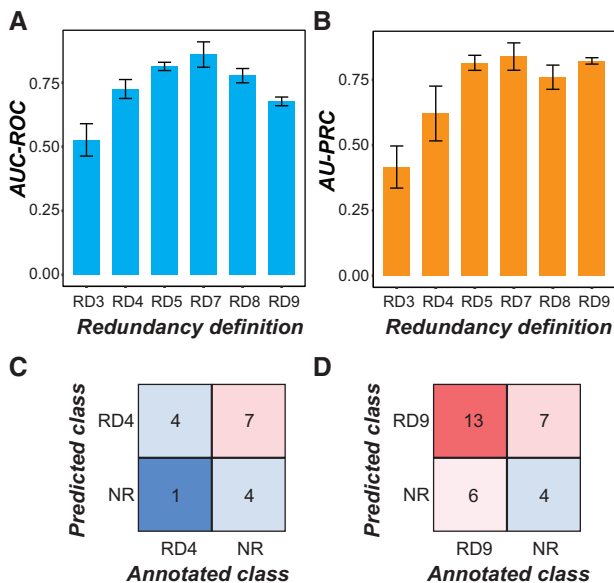 A
AUC-ROC
0.75
0.50
0.25
0.00
RD3 RD4 RD5 RD7 RD8 RD9
Redundancy definition
B
AU-PRC
0.75
0.50
0.25
0.00
RD3 RD4 RD5 RD7 RD8 RD9
Redundancy definition
C
Predicted class
RD4 4 7
NR 1 4
RD4 NR
Annotated class
D
Predicted class
RD9 13 7
NR 6 4
RD9 NR
Annotated class